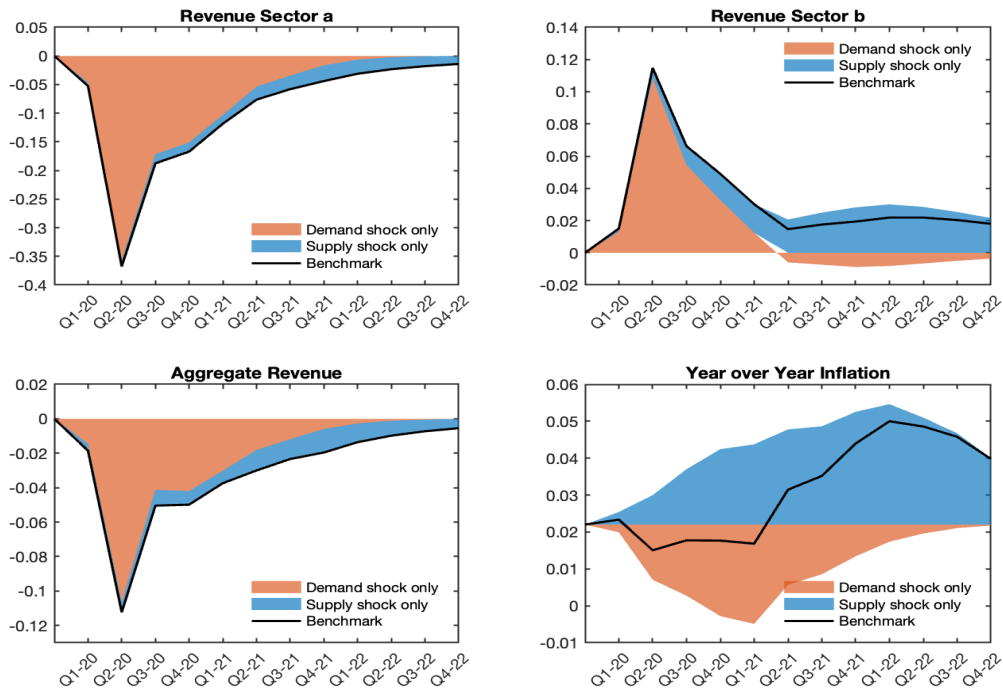 Revenue Sector a
0.05
0
-0.05
-0.1
-0.15
-0.2
-0.25
-0.3
-0.35
-0.4
Demand shock only
Supply shock only
Benchmark
Q1-20
Q2-20
Q3-20
Q4-20
Q1-21
Q2-21
Q3-21
Q4-21
Q1-22
Q2-22
Q3-22
Q4-22
Revenue Sector b
0.14
0.12
0.1
0.08
0.06
0.04
0.02
0
-0.02
Demand shock only
Supply shock only
Benchmark
Q1-20
Q2-20
Q3-20
Q4-20
Q1-21
Q2-21
Q3-21
Q4-21
Q1-22
Q2-22
Q3-22
Q4-22
Aggregate Revenue
0.02
0
-0.02
-0.04
-0.06
-0.08
-0.1
-0.12
Demand shock only
Supply shock only
Benchmark
Q1-20
Q2-20
Q3-20
Q4-20
Q1-21
Q2-21
Q3-21
Q4-21
Q1-22
Q2-22
Q3-22
Q4-22
Year over Year Inflation
0.06
0.05
0.04
0.03
0.02
0.01
0
-0.01
Demand shock only
Supply shock only
Benchmark
Q1-20
Q2-20
Q3-20
Q4-20
Q1-21
Q2-21
Q3-21
Q4-21
Q1-22
Q2-22
Q3-22
Q4-22